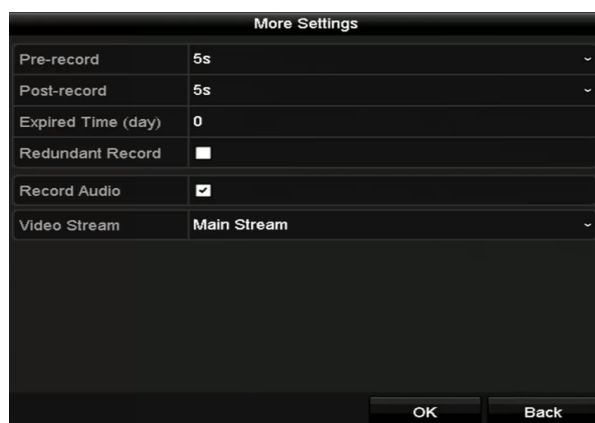 More Settings
Pre-record 5s
Post-record 5s
Expired Time (day) 0
Redundant Record
Record Audio
Video Stream Main Stream
OK Back